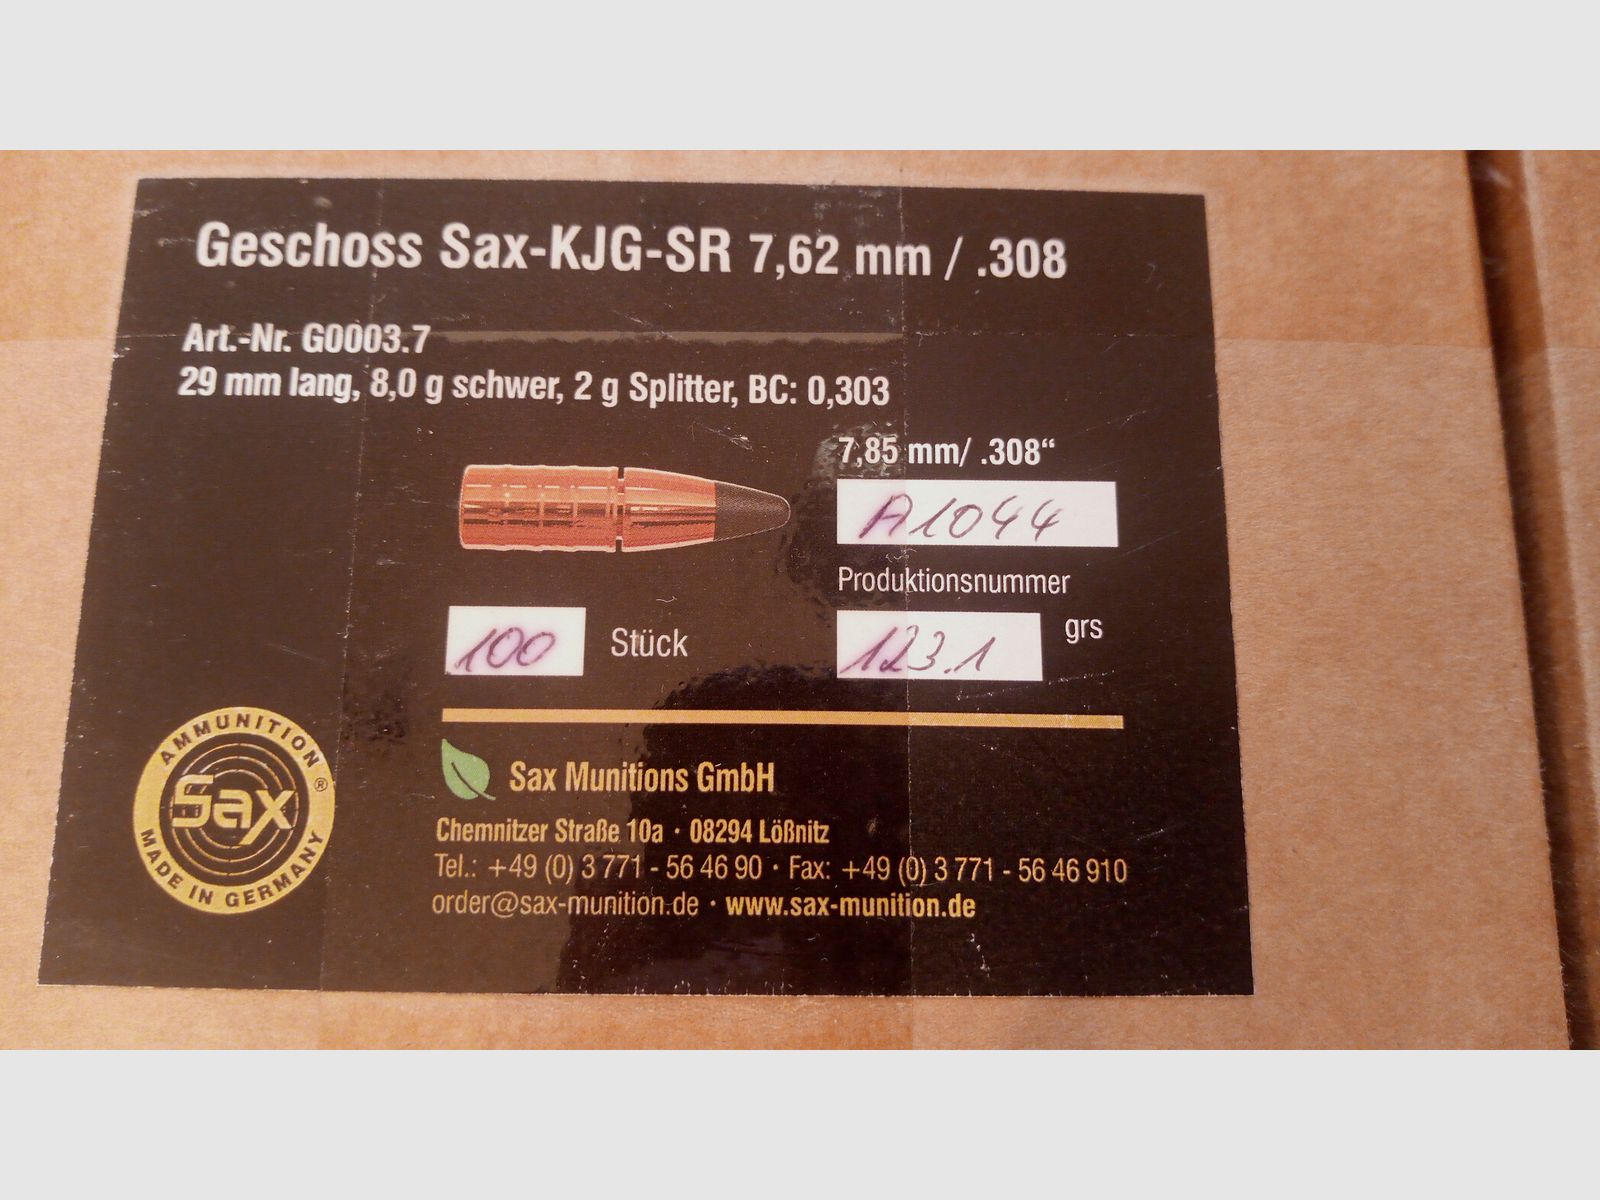 Geschoss Sax-KJG-SR 7,62 mm / .308
Art.-Nr. G0003.7
29 mm lang, 8,0 g schwer, 2 g Splitter, BC: 0,303
7,85 mm/ .308“
A1044
Produktionsnummer
100 Stück
123.1 grs
AMMUNITION
Sax®
MADE IN GERMANY
Sax Munitions GmbH
Chemnitzer Straße 10a · 08294 Lößnitz
Tel.: +49 (0) 3 771 - 56 46 90 · Fax: +49 (0) 3 771 - 56 46 910
order@sax-munition.de · www.sax-munition.de